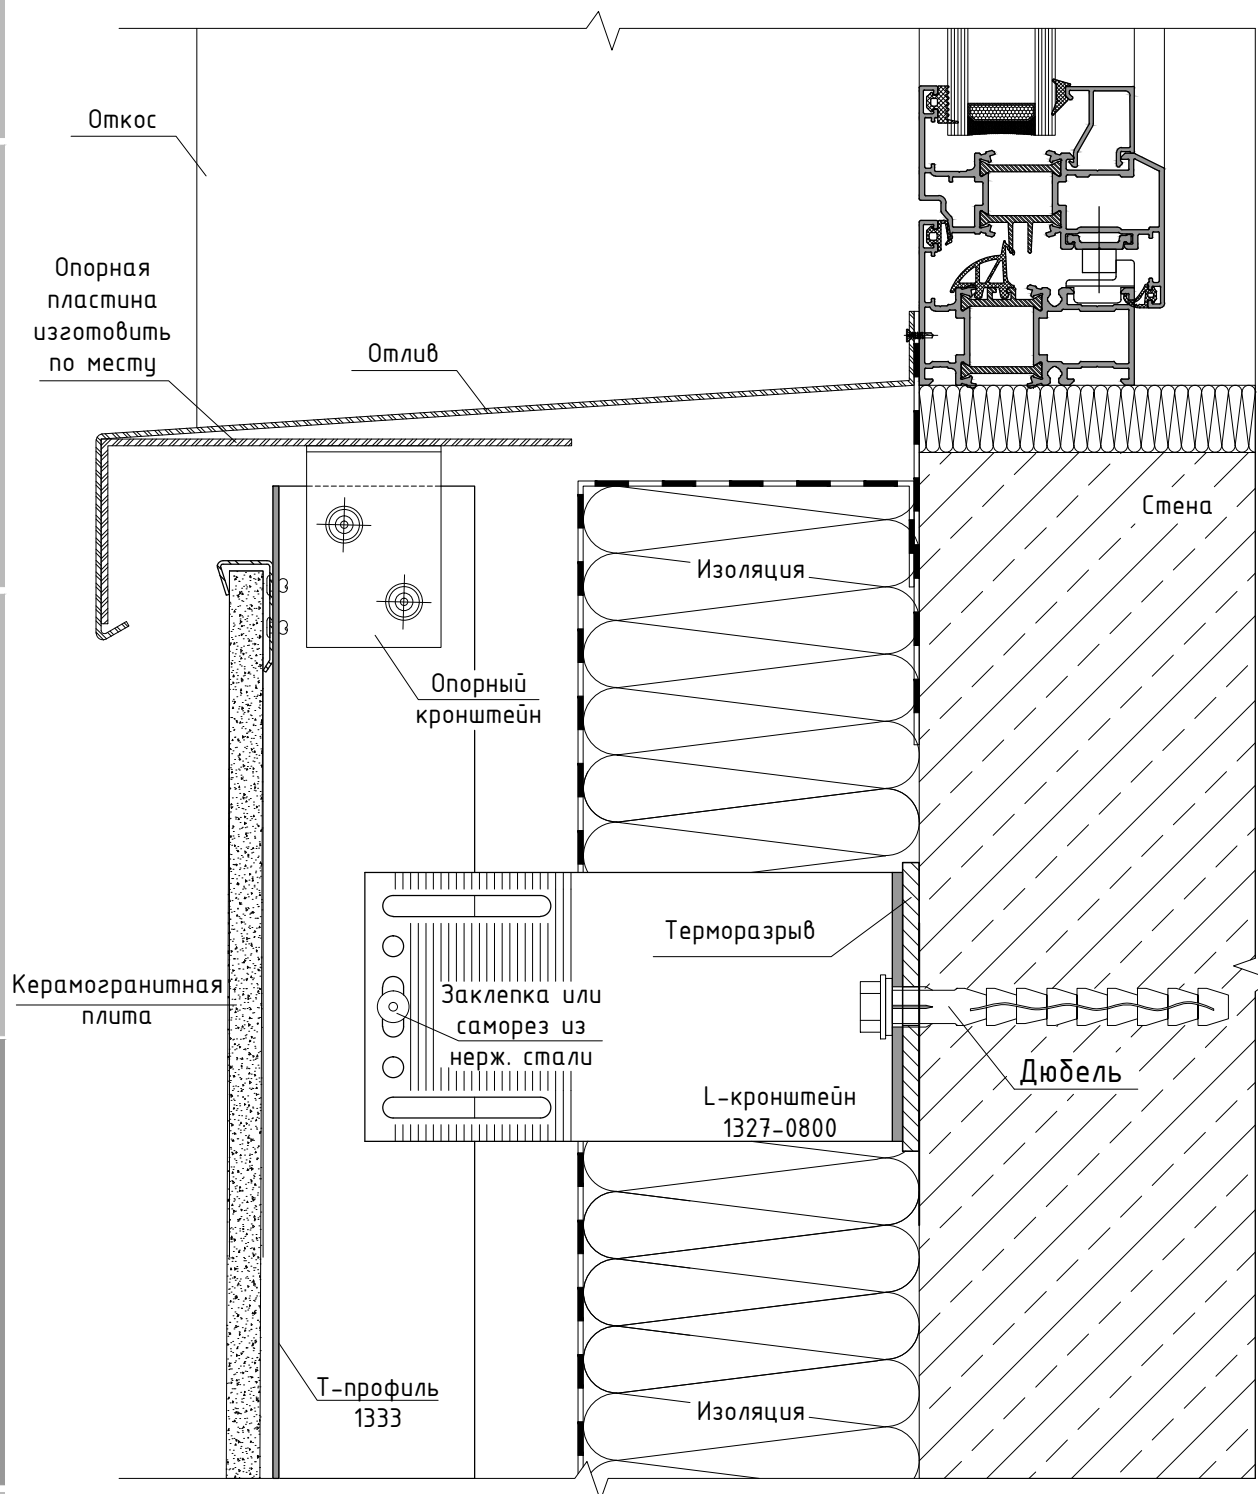 Откос
Опорная
пластина
изготовить
по месту
Отлив
Стена
Изоляция
Опорный
кронштейн
Терморазрыв
Керамогранитная
плита
Заклепка или
саморез из
нерж. стали
Дюбель
L-кронштейн
1327-0800
Т-профиль
1333
Изоляция